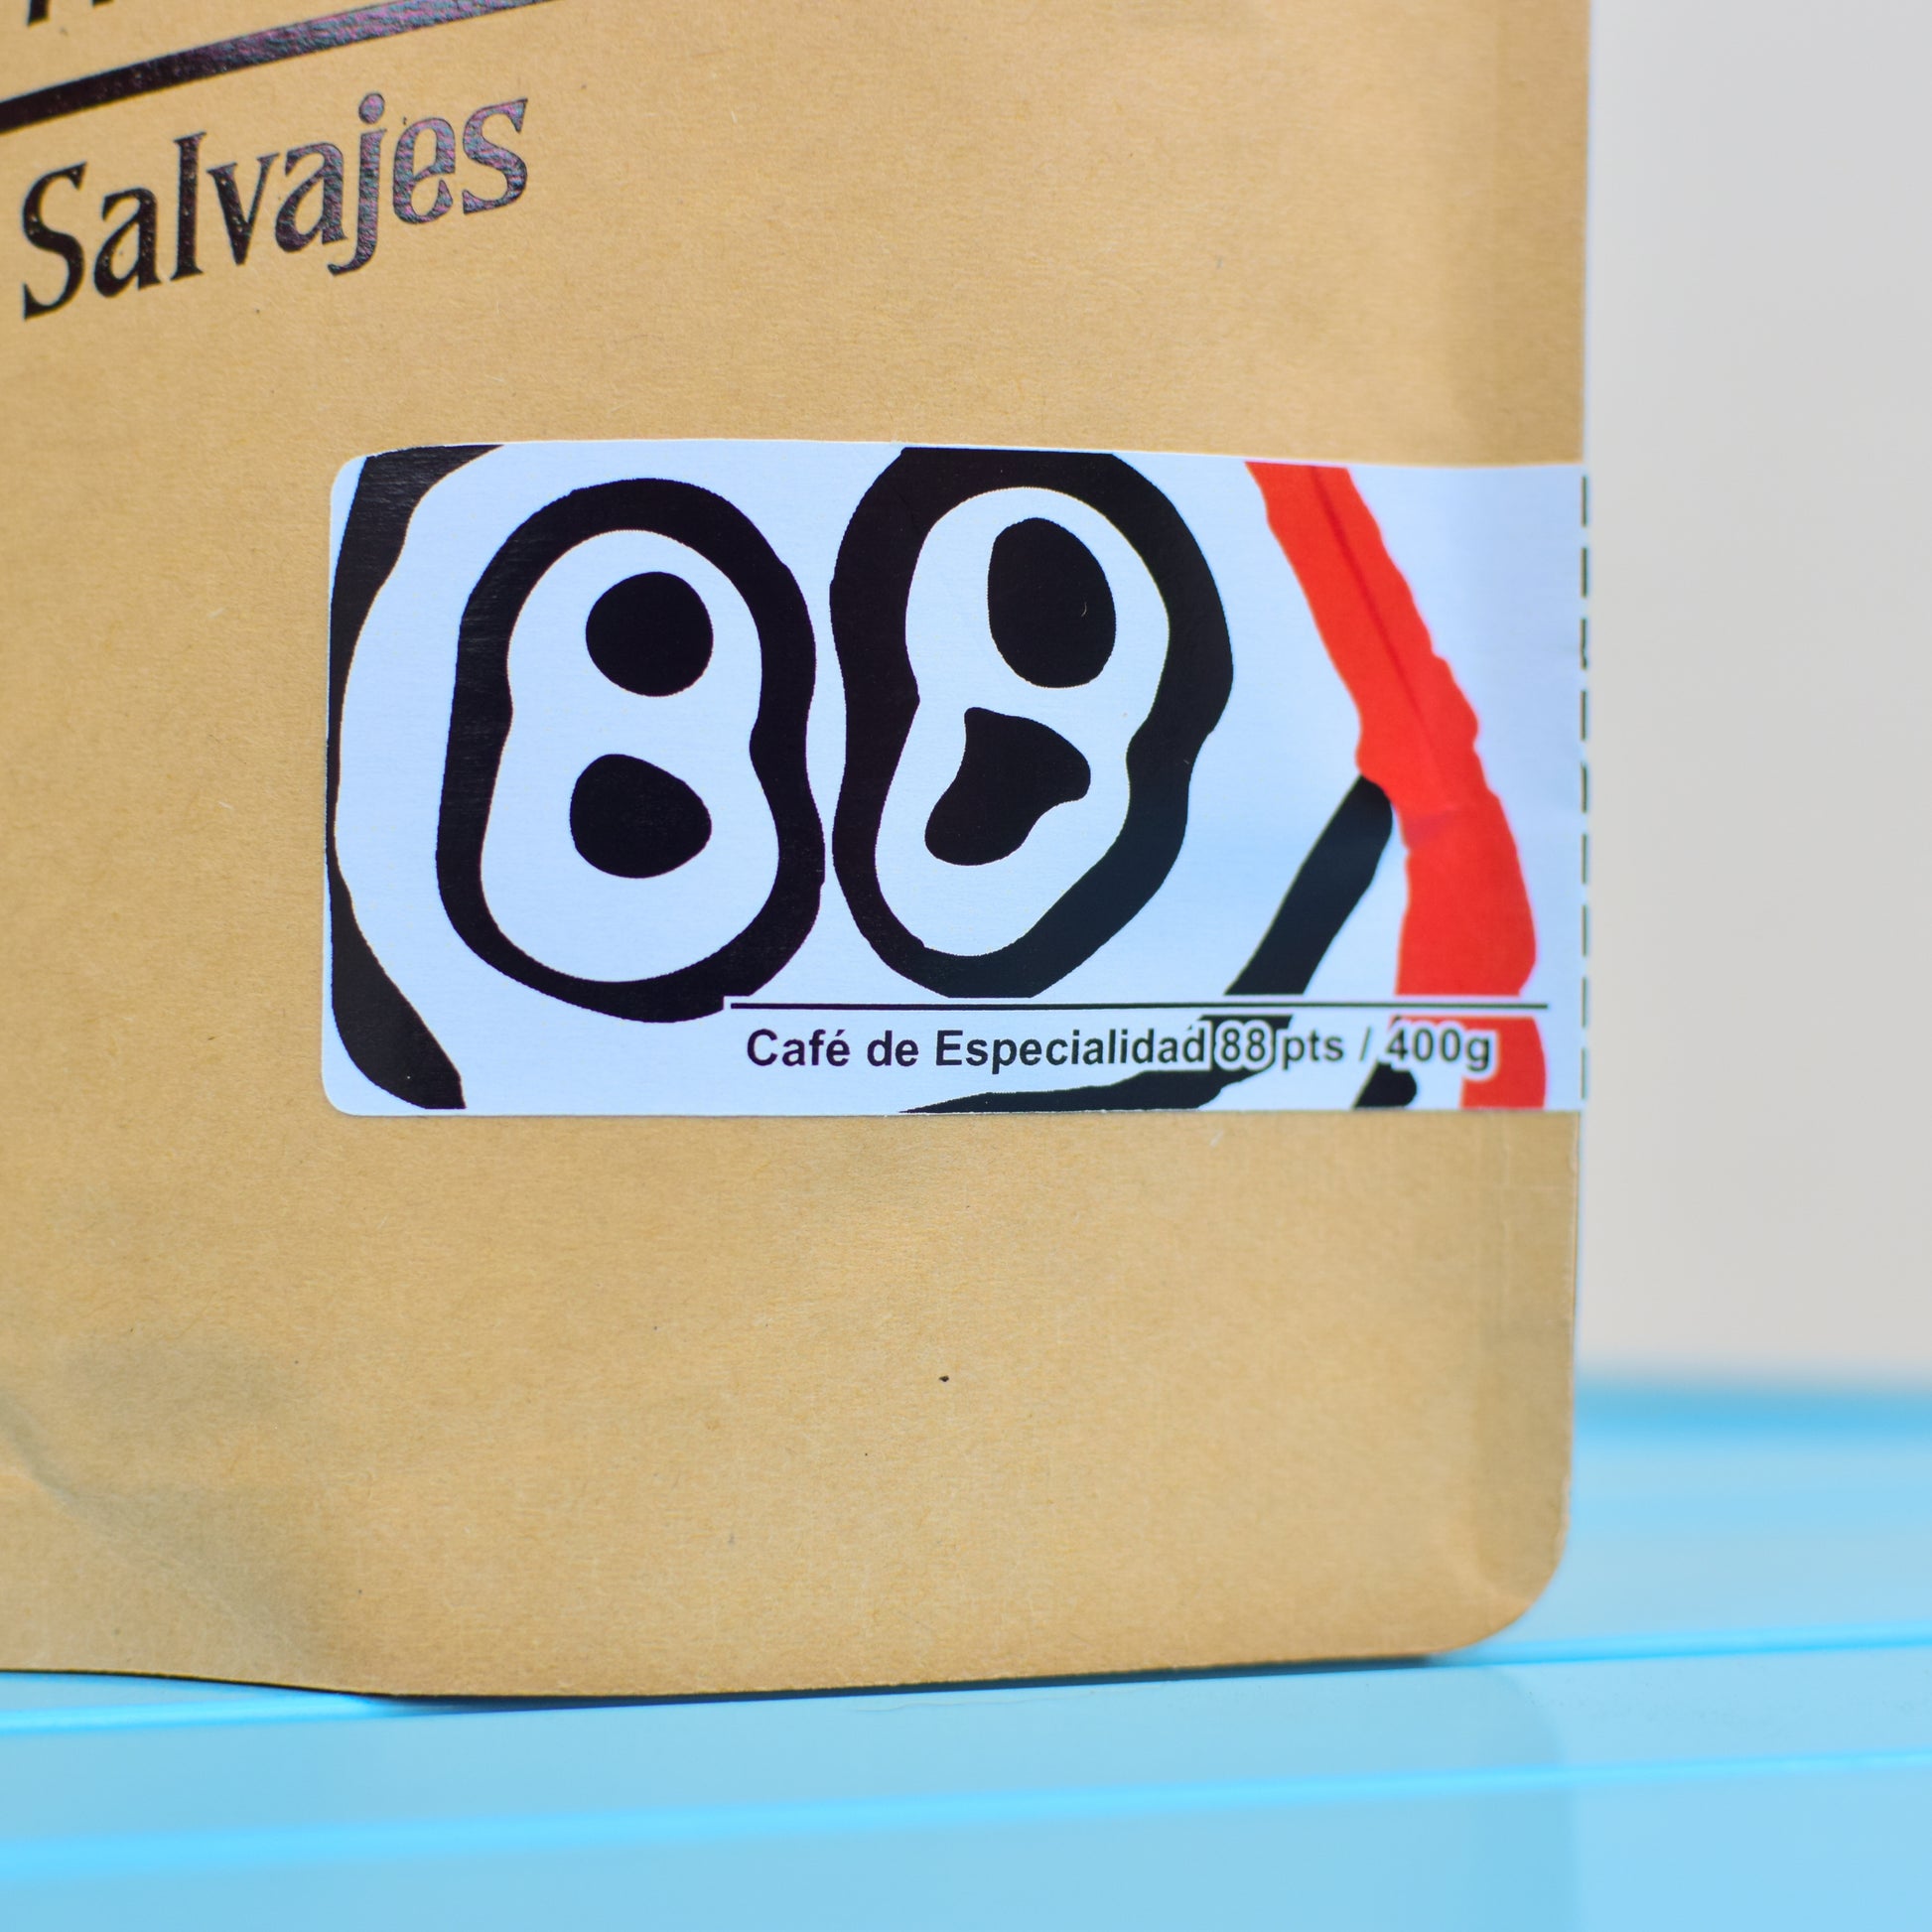 Salvajes
88
Café de Especialidad 88 pts / 400g